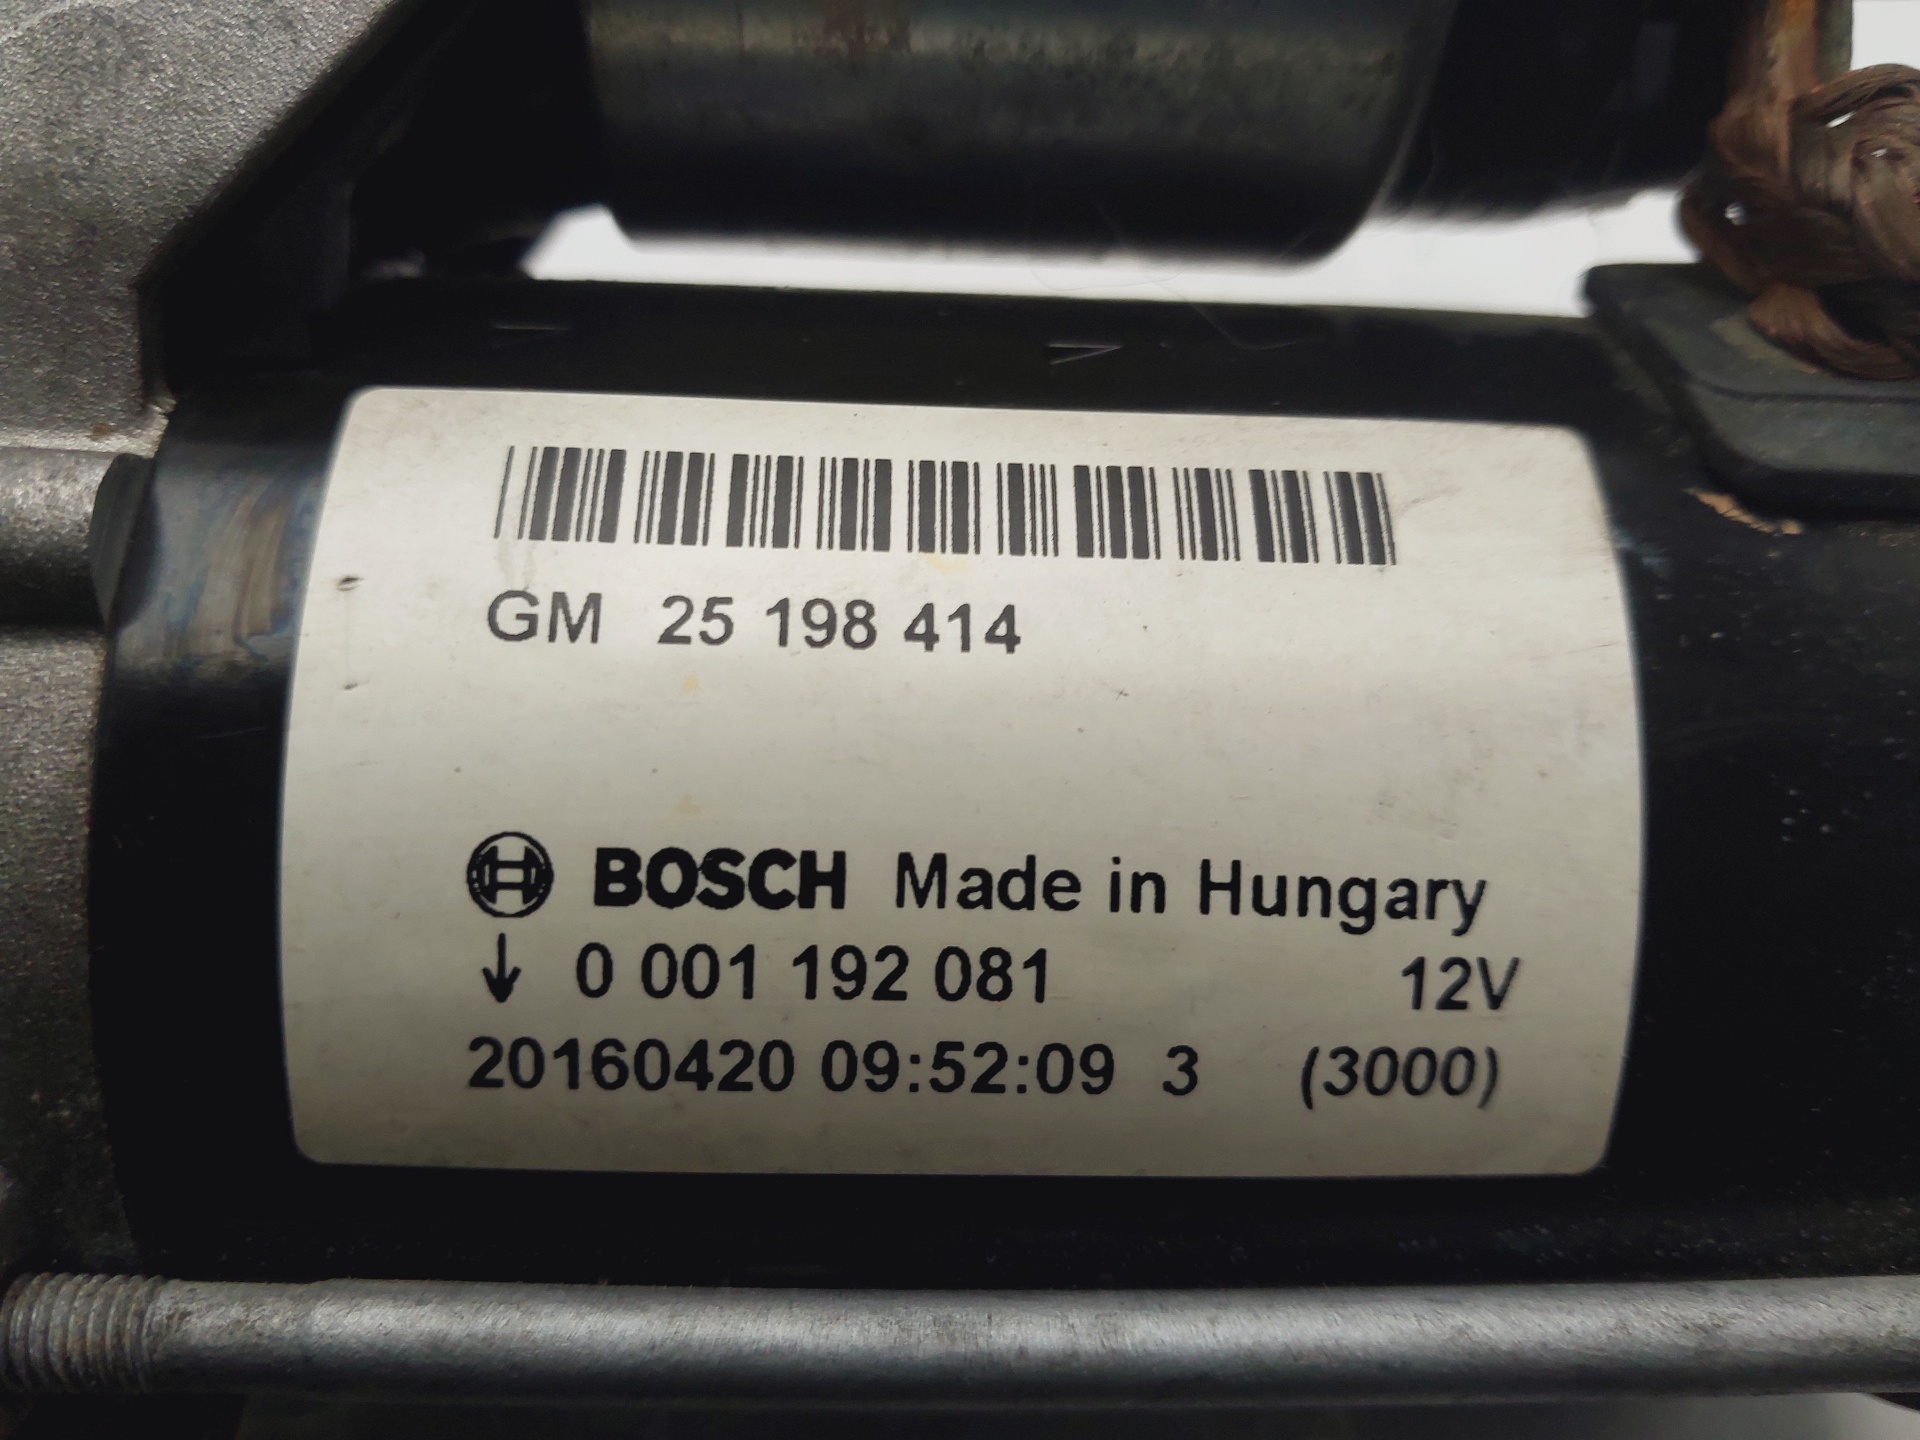 GM 25 198 414
BOSCH Made in Hungary
↓ 0 001 192 081 12V
20160420 09:52:09 3 (3000)